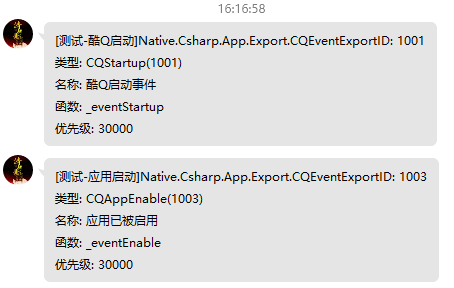 16:16:58
[测试-酷Q启动]Native.Csharp.App.Export.CQEventExportID: 1001
类型: CQStartup(1001)
名称: 酷Q启动事件
函数: _eventStartup
优先级: 30000
[测试-应用启动]Native.Csharp.App.Export.CQEventExportID: 1003
类型: CQAppEnable(1003)
名称: 应用已被启用
函数: _eventEnable
优先级: 30000